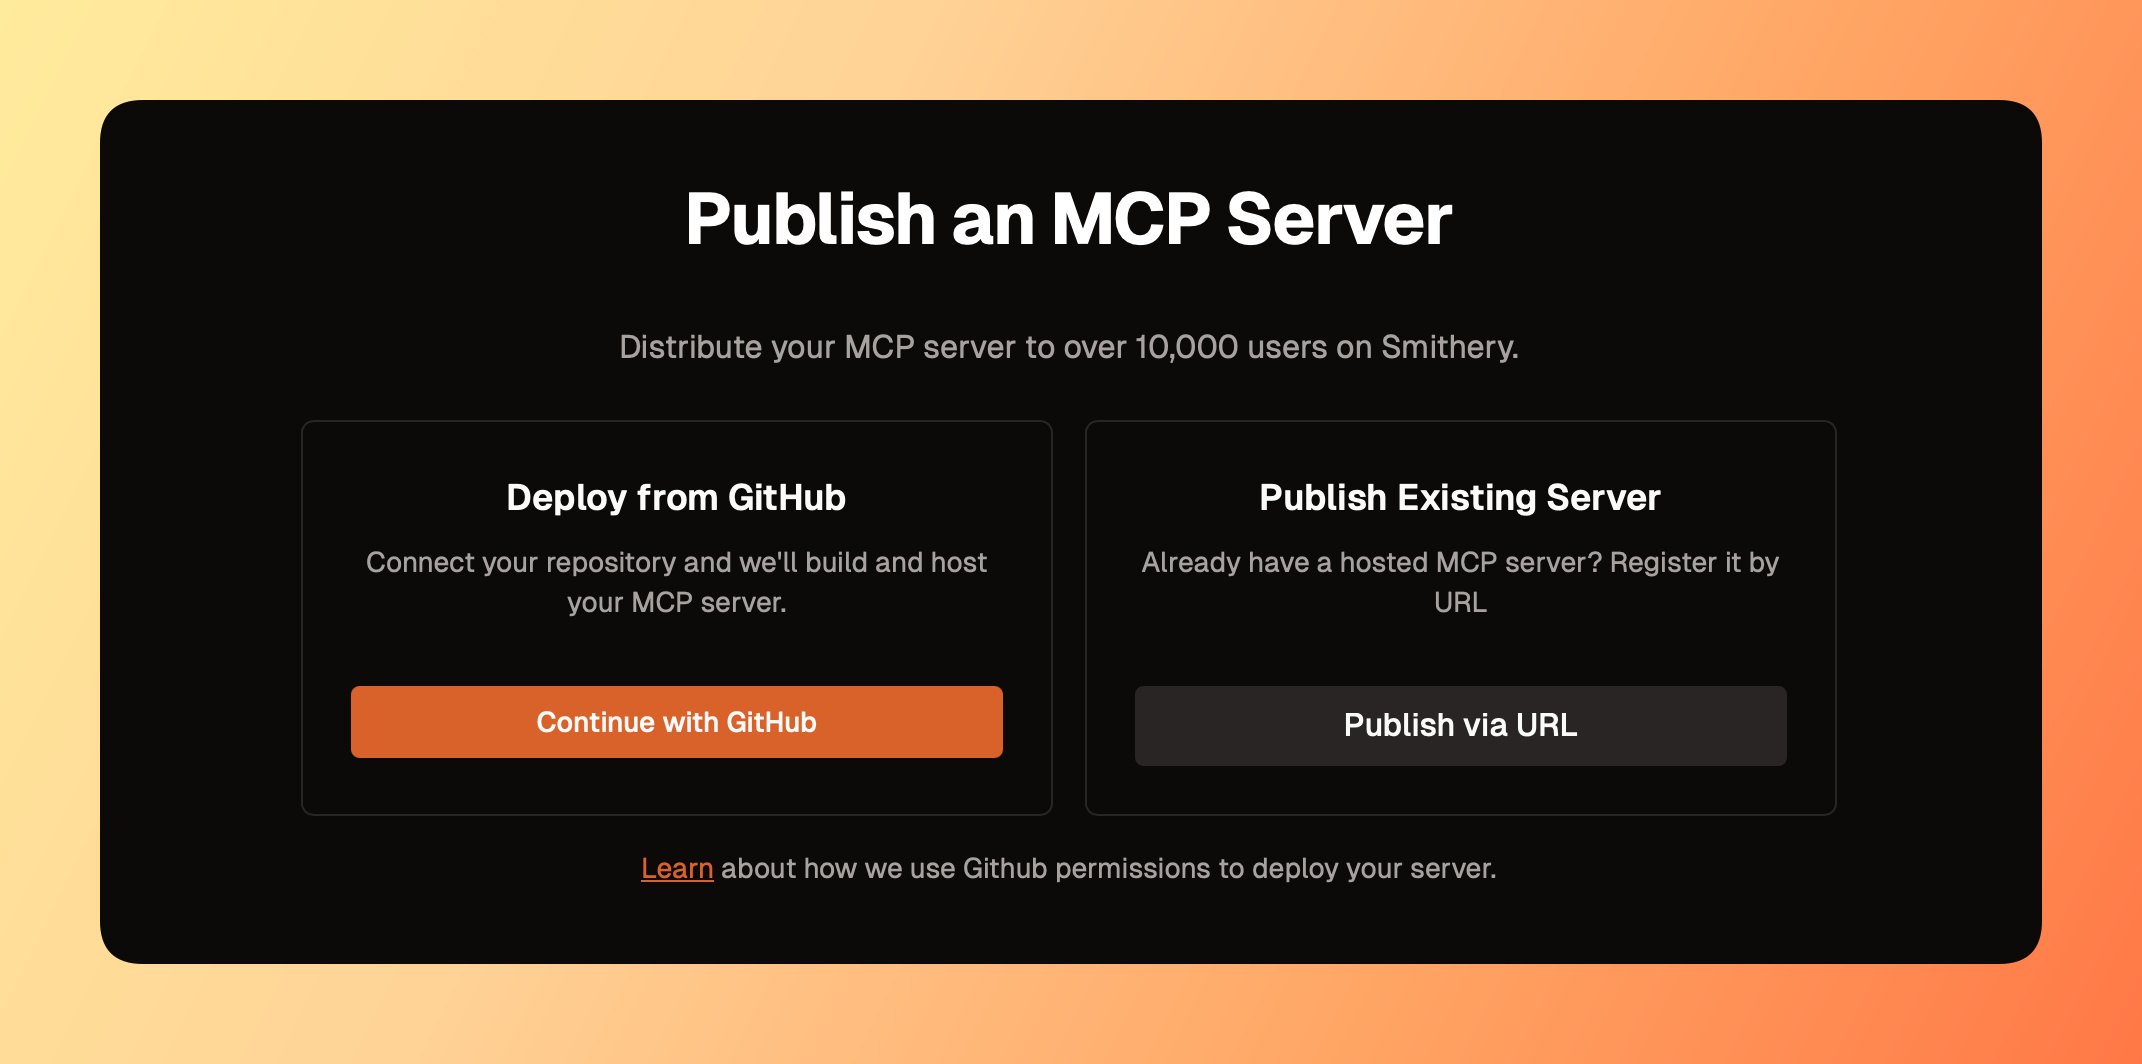 Publish an MCP Server
Distribute your MCP server to over 10,000 users on Smithery.
Deploy from GitHub
Connect your repository and we'll build and host
your MCP server.
Continue with GitHub
Publish Existing Server
Already have a hosted MCP server? Register it by
URL
Publish via URL
Learn about how we use Github permissions to deploy your server.